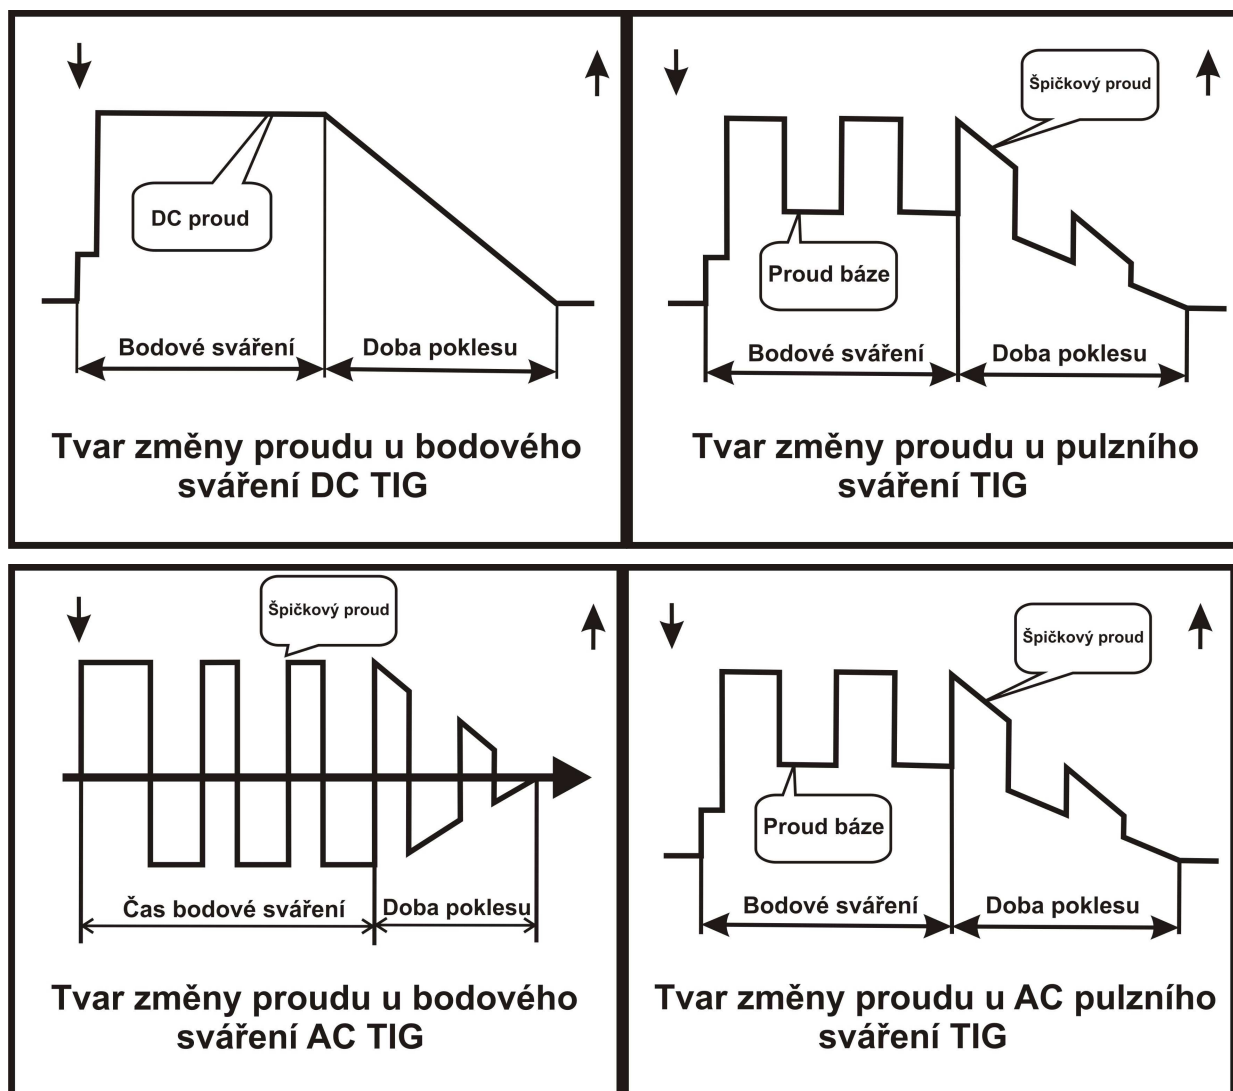 DC proud
Bodové sváření
Doba poklesu
Tvar změny proudu u bodového
sváření DC TIG
Špičkový proud
Proud báze
Bodové sváření
Doba poklesu
Tvar změny proudu u pulzního
sváření TIG
Špičkový proud
Čas bodové sváření
Doba poklesu
Tvar změny proudu u bodového
sváření AC TIG
Špičkový proud
Proud báze
Bodové sváření
Doba poklesu
Tvar změny proudu u AC pulzního
sváření TIG